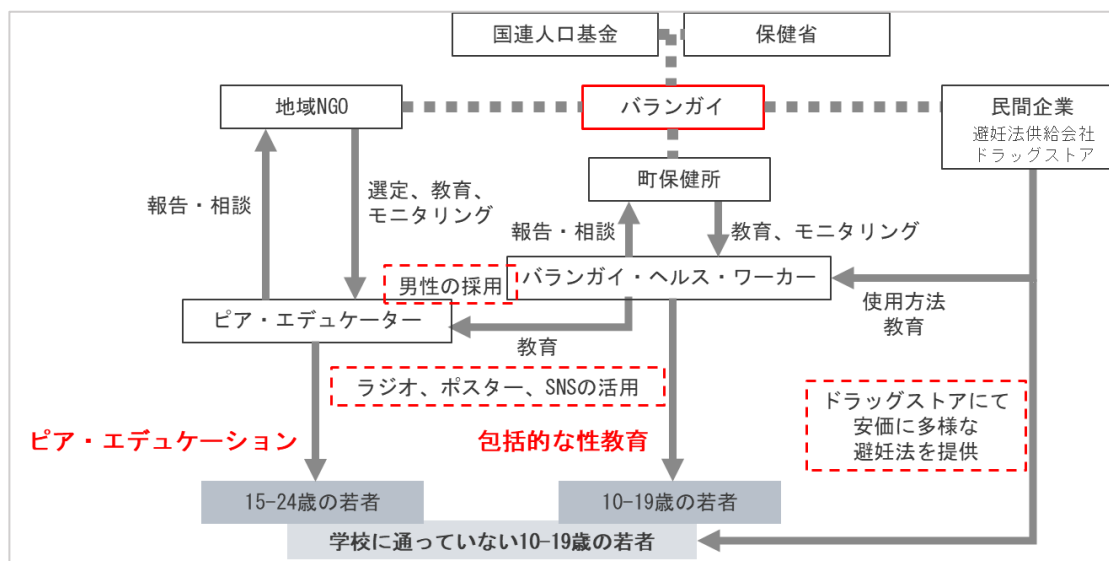 国連人口基金
保健省
地域NGO
バランガイ
民間企業
避妊法供給会社
ドラッグストア
町保健所
報告・相談
選定、教育、
モニタリング
報告・相談
教育、モニタリング
男性の採用
バランガイ・ヘルス・ワーカー
ピア・エデュケーター
教育
使用方法
教育
ラジオ、ポスター、SNSの活用
ドラッグストアにて
安価に多様な
避妊法を提供
ピア・エデュケーション
包括的な性教育
15-24歳の若者
10-19歳の若者
学校に通っていない10-19歳の若者